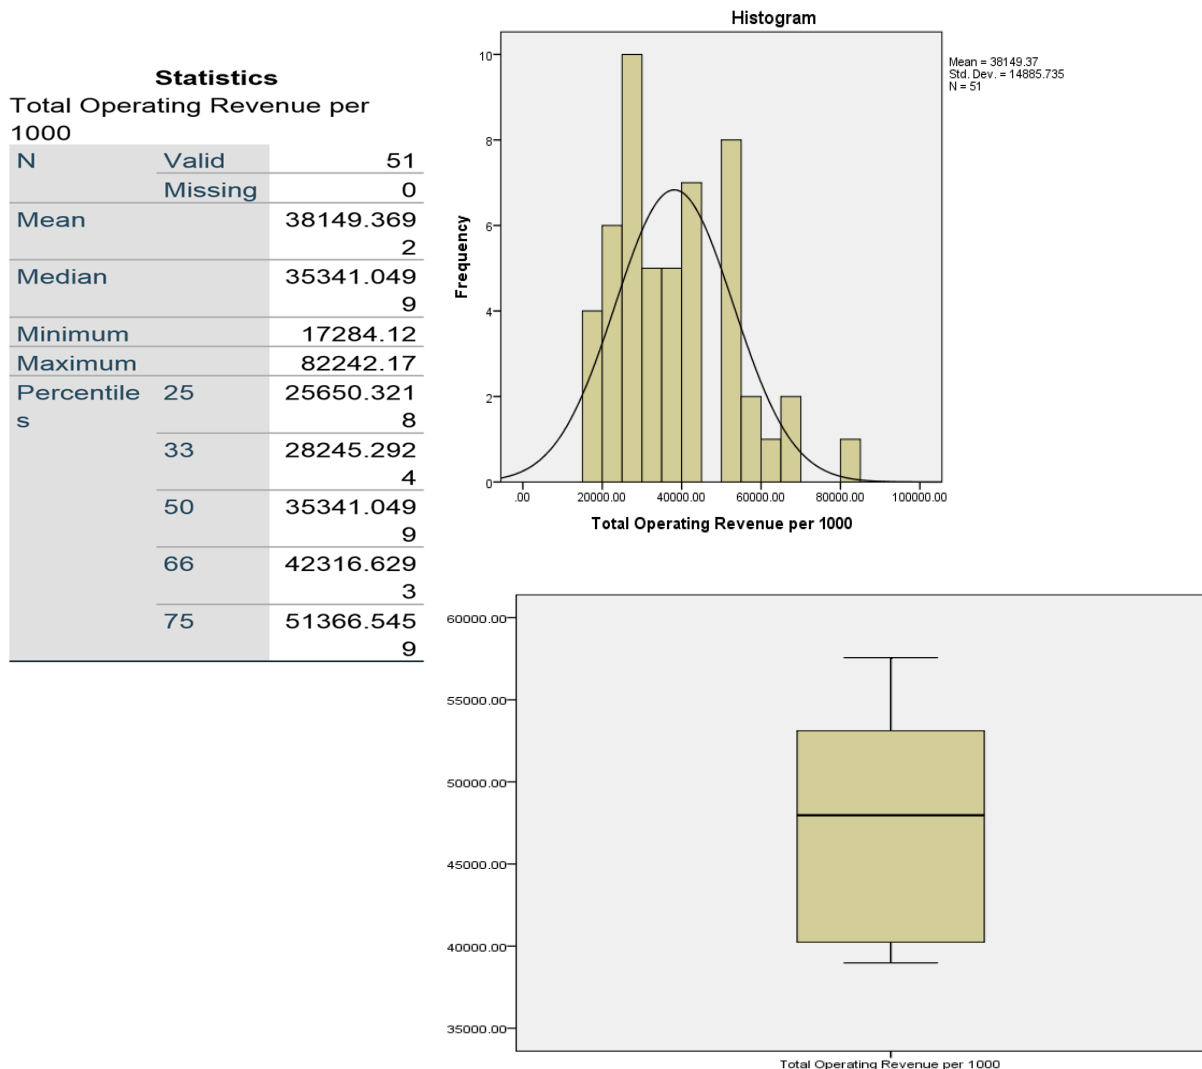 Statistics
Total Operating Revenue per
1000
N Valid 51
Missing 0
Mean 38149.369
2
Median 35341.049
9
Minimum 17284.12
Maximum 82242.17
Percentile 25 25650.321
s 8
33 28245.292
4
50 35341.049
9
66 42316.629
3
75 51366.545
9
Histogram
Mean = 38149.37
Std. Dev. = 14885.735
N = 51
Frequency
10
8
6
4
2
0
.00 20000.00 40000.00 60000.00 80000.00 100000.00
Total Operating Revenue per 1000
60000.00
55000.00
50000.00
45000.00
40000.00
35000.00
Total Operating Revenue per 1000